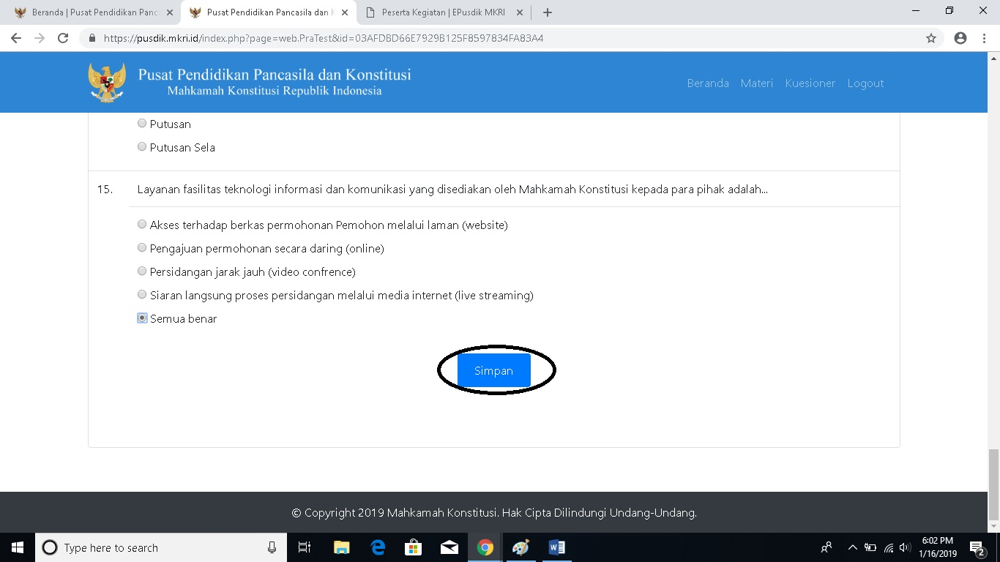 Beranda | Pusat Pendidikan Panc
Pusat Pendidikan Pancasila dan K
Peserta Kegiatan | EPusdik MKRI
https://pusdik.mkri.id/index.php?page=web.PraTest&id=03AFDBD66E7929B125F8597834FA83A4
Pusat Pendidikan Pancasila dan Konstitusi
Mahkamah Konstitusi Republik Indonesia
Beranda Materi Kuesioner Logout
Putusan
Putusan Sela
15. Layanan fasilitas teknologi informasi dan komunikasi yang disediakan oleh Mahkamah Konstitusi kepada para pihak adalah...
Akses terhadap berkas permohonan Pemohon melalui laman (website)
Pengajuan permohonan secara daring (online)
Persidangan jarak jauh (video confrence)
Siaran langsung proses persidangan melalui media internet (live streaming)
Semua benar
Simpan
© Copyright 2019 Mahkamah Konstitusi. Hak Cipta Dilindungi Undang-Undang.
Type here to search
6:02 PM
1/16/2019
2